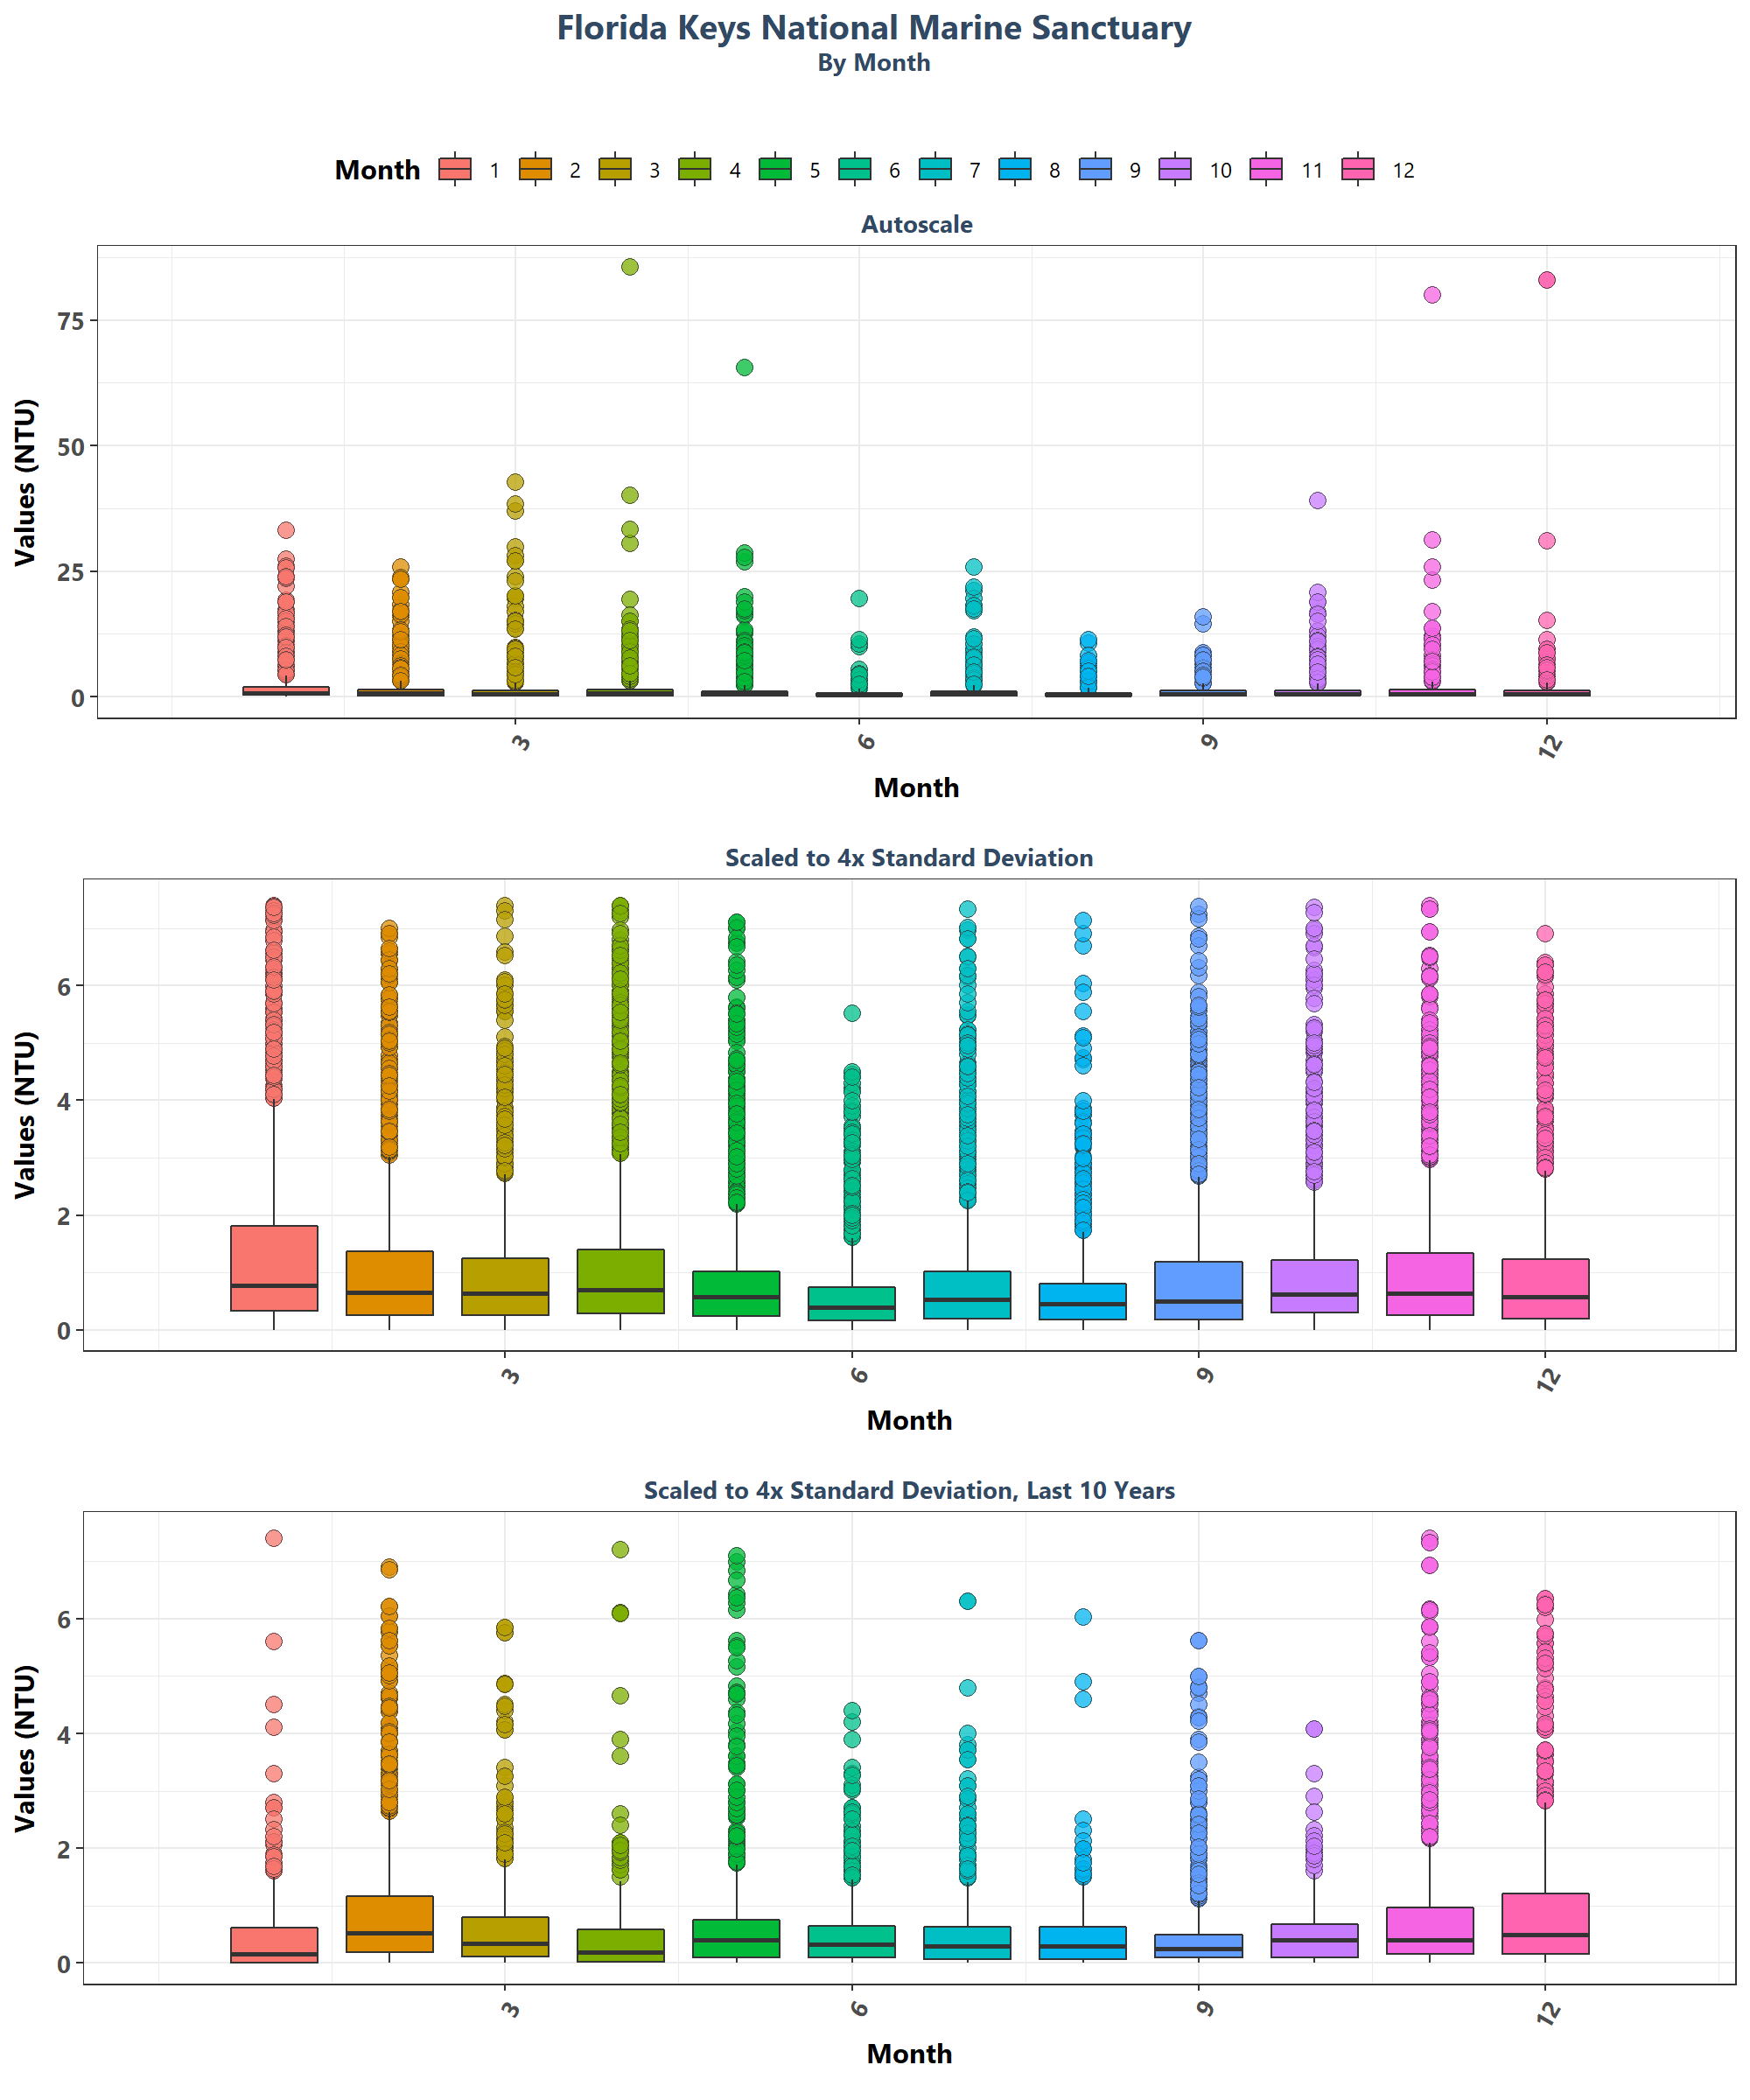 Florida Keys National Marine Sanctuary
By Month
Month 1 2 3 4 5 6 7 8 9 10 11 12
Autoscale
Values (NTU)
75
50
25
0
3 6 9 12
Month
Scaled to 4x Standard Deviation
Values (NTU)
6
4
2
0
3 6 9 12
Month
Scaled to 4x Standard Deviation, Last 10 Years
Values (NTU)
6
4
2
0
3 6 9 12
Month